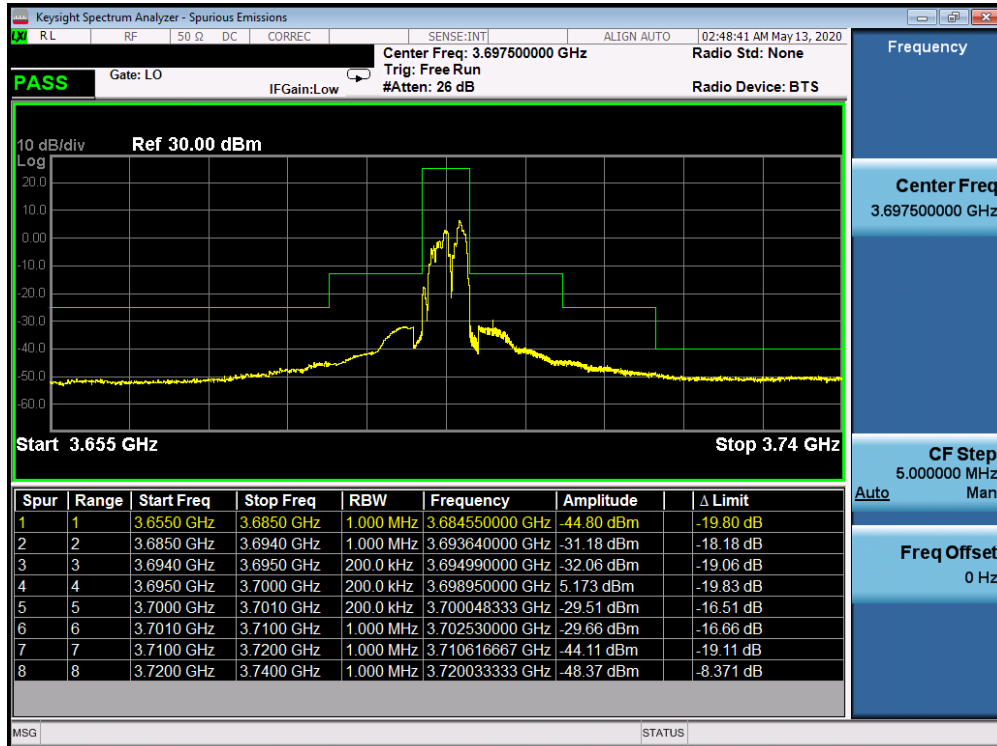 Keysight Spectrum Analyzer - Spurious Emissions
LXI RL RF 50 Ω DC CORREC SENSE:INT ALIGN AUTO 02:48:41 AM May 13, 2020
Frequency
Center Freq: 3.697500000 GHz Radio Std: None
PASS Gate: LO Trig: Free Run
IFGain:Low #Atten: 26 dB Radio Device: BTS
10 dB/div Ref 30.00 dBm
Log
20.0
10.0
0.00
-10.0
-20.0
-30.0
-40.0
-50.0
-60.0
Start 3.655 GHz Stop 3.74 GHz
Center Freq
3.697500000 GHz
CF Step
5.000000 MHz
Auto Man
Freq Offset
0 Hz
Spur Range Start Freq Stop Freq RBW Frequency Amplitude Δ Limit
1 1 3.6550 GHz 3.6850 GHz 1.000 MHz 3.684550000 GHz -44.80 dBm -19.80 dB
2 2 3.6850 GHz 3.6940 GHz 1.000 MHz 3.693640000 GHz -31.18 dBm -18.18 dB
3 3 3.6940 GHz 3.6950 GHz 200.0 kHz 3.694990000 GHz -32.06 dBm -19.06 dB
4 4 3.6950 GHz 3.7000 GHz 200.0 kHz 3.698950000 GHz 5.173 dBm -19.83 dB
5 5 3.7000 GHz 3.7010 GHz 200.0 kHz 3.700048333 GHz -29.51 dBm -16.51 dB
6 6 3.7010 GHz 3.7100 GHz 1.000 MHz 3.702530000 GHz -29.66 dBm -16.66 dB
7 7 3.7100 GHz 3.7200 GHz 1.000 MHz 3.710616667 GHz -44.11 dBm -19.11 dB
8 8 3.7200 GHz 3.7400 GHz 1.000 MHz 3.720033333 GHz -48.37 dBm -8.371 dB
MSG STATUS